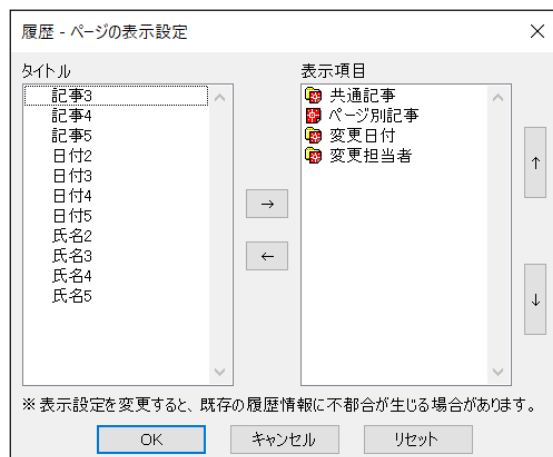 履歴 - ページの表示設定
タイトル
記事3
記事4
記事5
日付2
日付3
日付4
日付5
氏名2
氏名3
氏名4
氏名5
→
←
表示項目
共通記事
ページ別記事
変更日付
変更担当者
↑
↓
※表示設定を変更すると、既存の履歴情報に不都合が生じる場合があります。
OK
キャンセル
リセット